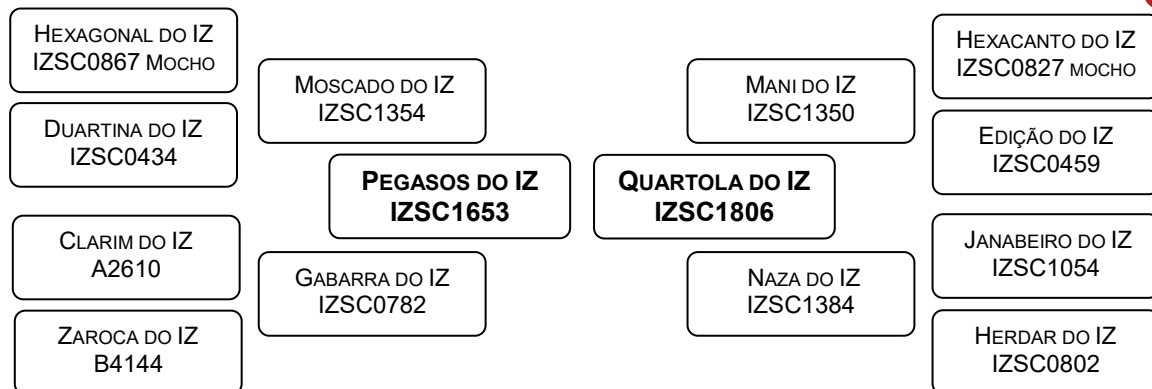 HEXAGONAL DO IZ
IZSC0867 MOCHO
DUARTINA DO IZ
IZSC0434
CLARIM DO IZ
A2610
ZAROCA DO IZ
B4144
MOSCADO DO IZ
IZSC1354
GABARRA DO IZ
IZSC0782
PEGASOS DO IZ
IZSC1653
QUARTOLA DO IZ
IZSC1806
MANI DO IZ
IZSC1350
NAZA DO IZ
IZSC1384
HEXACANTO DO IZ
IZSC0827 MOCHO
EDIÇÃO DO IZ
IZSC0459
JANABEIRO DO IZ
IZSC1054
HERDAR DO IZ
IZSC0802